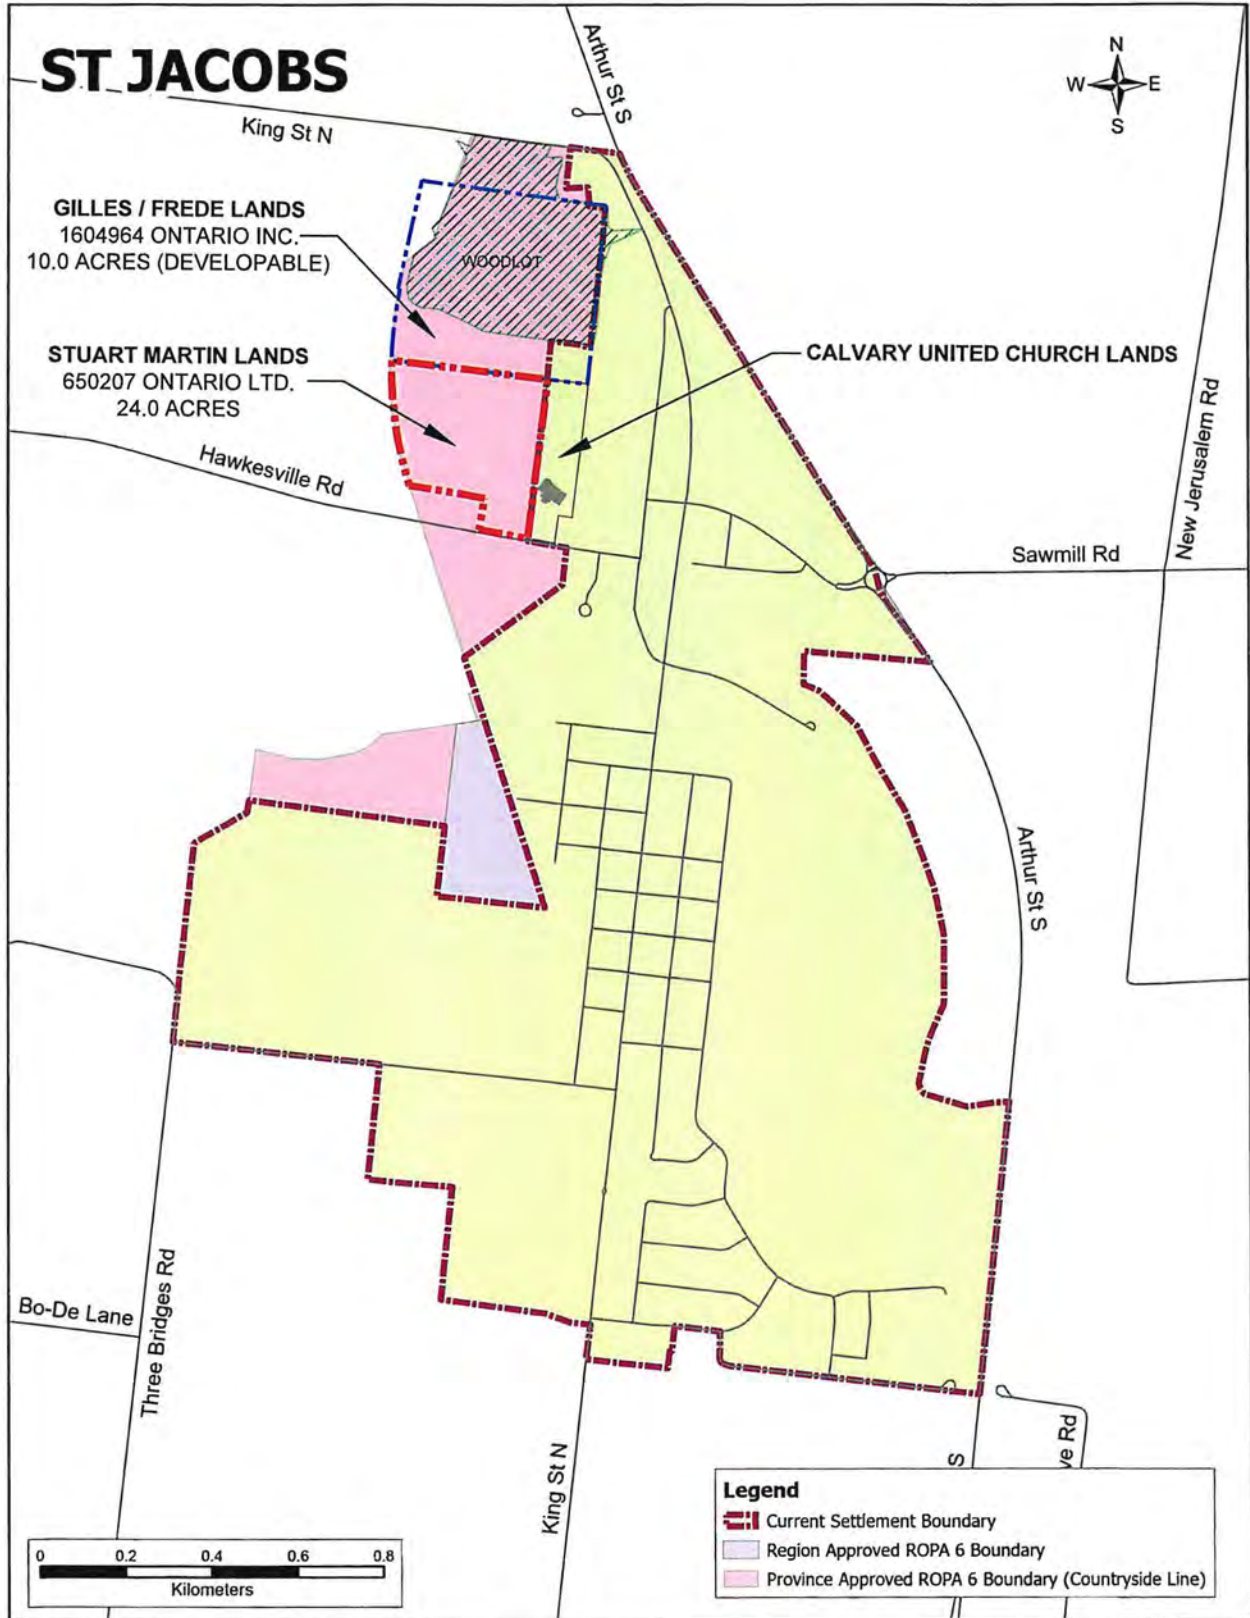 ST JACOBS
Arthur St S
N
W E
S
King St N
GILLES / FREDE LANDS
1604964 ONTARIO INC.
10.0 ACRES (DEVELOPABLE)
WOODLOT
STUART MARTIN LANDS
650207 ONTARIO LTD.
24.0 ACRES
CALVARY UNITED CHURCH LANDS
Hawkesville Rd
New Jerusalem Rd
Sawmill Rd
Arthur St S
Three Bridges Rd
Bo-De Lane
King St N
S
ve Rd
Legend
Current Settlement Boundary
Region Approved ROPA 6 Boundary
Province Approved ROPA 6 Boundary (Countryside Line)
0 0.2 0.4 0.6 0.8
Kilometers